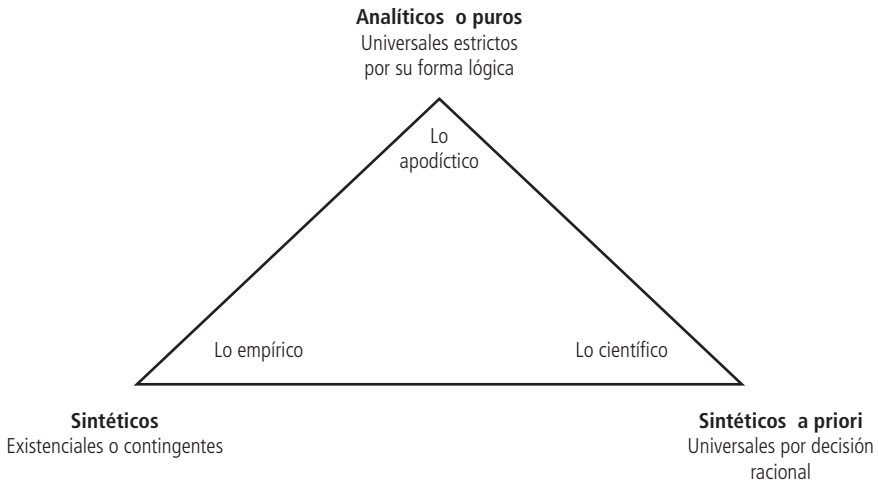 Analíticos o puros
Universales estrictos
por su forma lógica
Lo
apodíctico
Lo empírico
Lo científico
Sintéticos
Existenciales o contingentes
Sintéticos a priori
Universales por decisión
racional